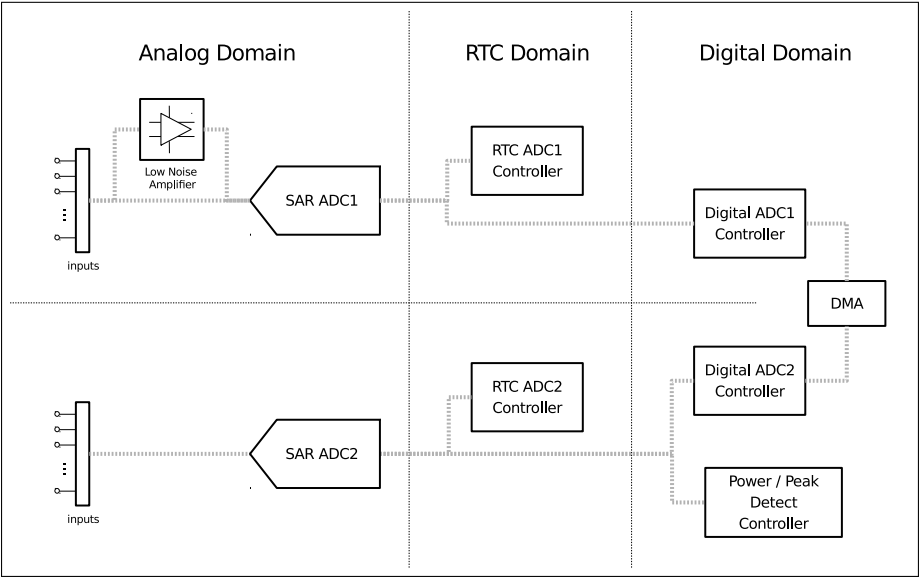 Analog Domain
RTC Domain
Digital Domain
Low Noise
Amplifier
inputs
SAR ADC1
RTC ADC1
Controller
Digital ADC1
Controller
DMA
inputs
SAR ADC2
RTC ADC2
Controller
Digital ADC2
Controller
Power / Peak
Detect
Controller